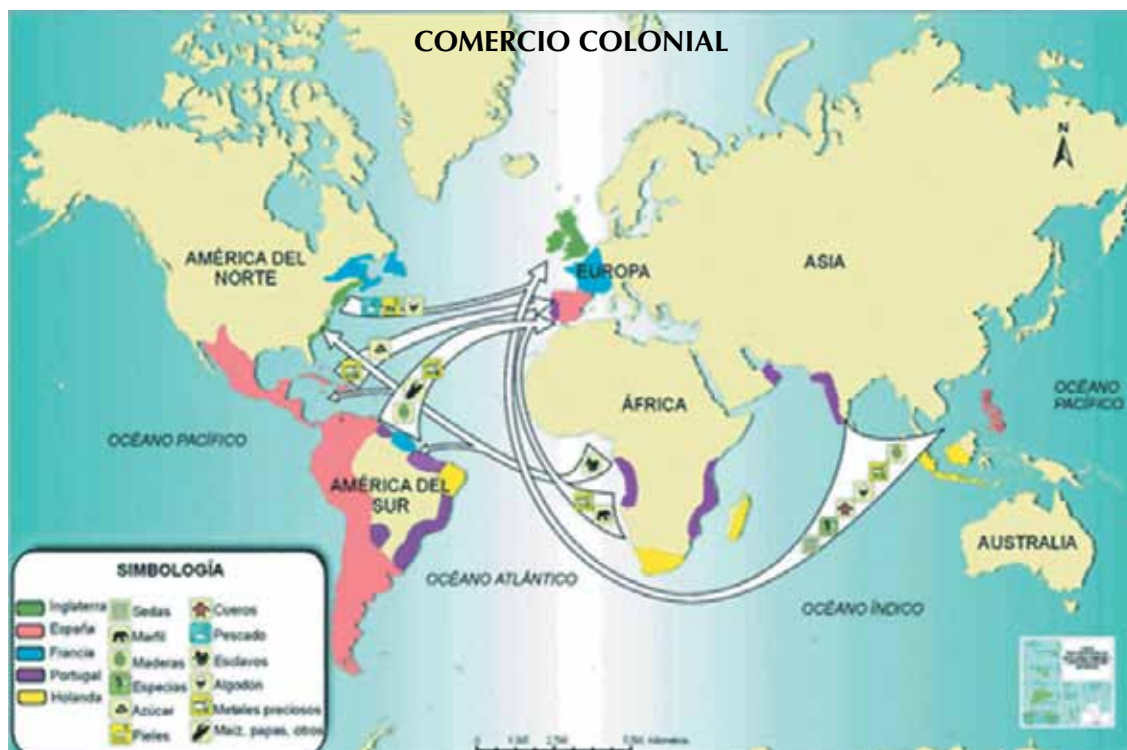 COMERCIO COLONIAL
N
AMÉRICA DEL
NORTE
EUROPA
ASIA
OCÉANO
PACÍFICO
ÁFRICA
OCÉANO PACÍFICO
AMÉRICA DEL
SUR
AUSTRALIA
OCÉANO ATLÁNTICO
OCÉANO ÍNDICO
SIMBOLOGÍA
Inglaterra
España
Francia
Portugal
Holanda
Sedas
Marfil
Maderas
Especias
Azúcar
Pieles
Cueros
Pescado
Esclavos
Algodón
Metales preciosos
Maíz, papas, otros
0